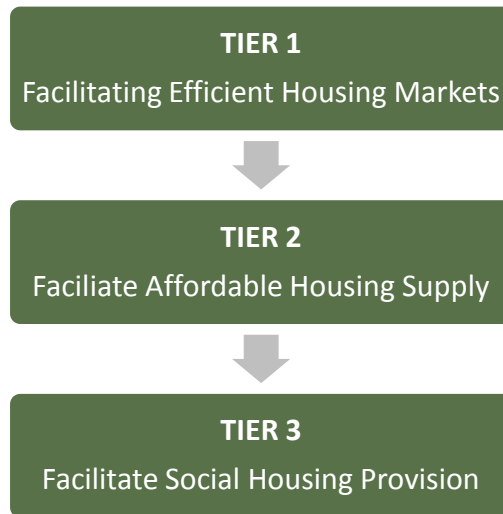 TIER 1
Facilitating Efficient Housing Markets
TIER 2
Faciliate Affordable Housing Supply
TIER 3
Facilitate Social Housing Provision